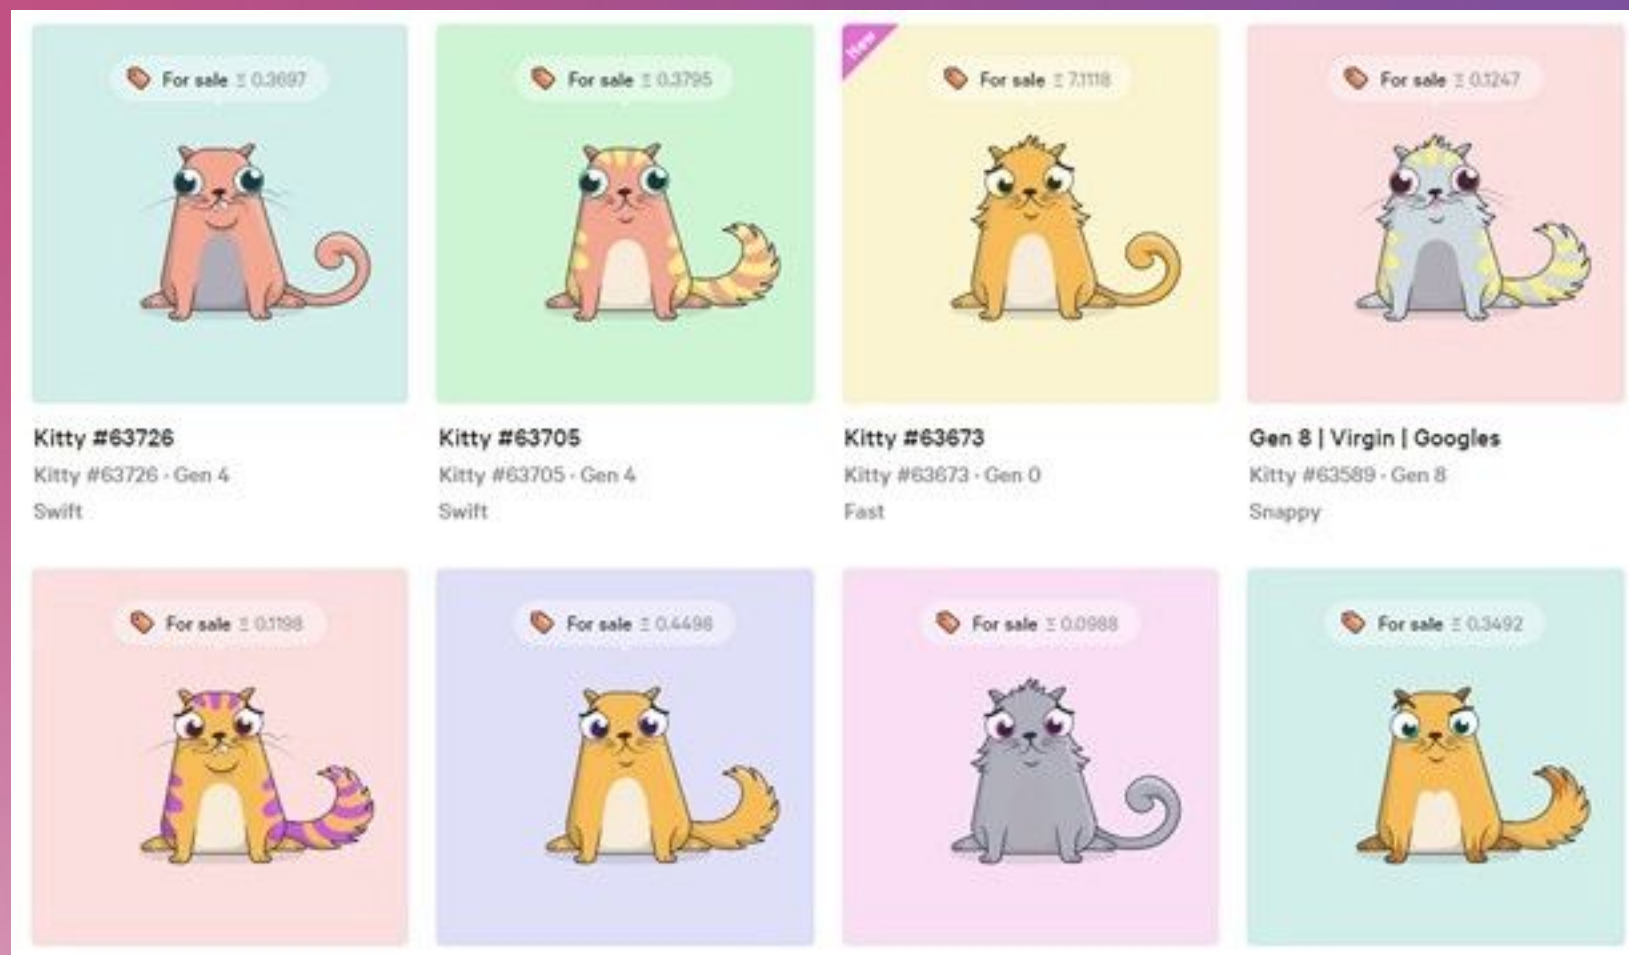 For sale Ξ 0.3697
For sale Ξ 0.3795
New
For sale Ξ 7.1118
For sale Ξ 0.1247
Kitty #63726
Kitty #63726 · Gen 4
Swift
Kitty #63705
Kitty #63705 · Gen 4
Swift
Kitty #63673
Kitty #63673 · Gen 0
Fast
Gen 8 | Virgin | Googles
Kitty #63589 · Gen 8
Snappy
For sale Ξ 0.1198
For sale Ξ 0.4496
For sale Ξ 0.0988
For sale Ξ 0.3492